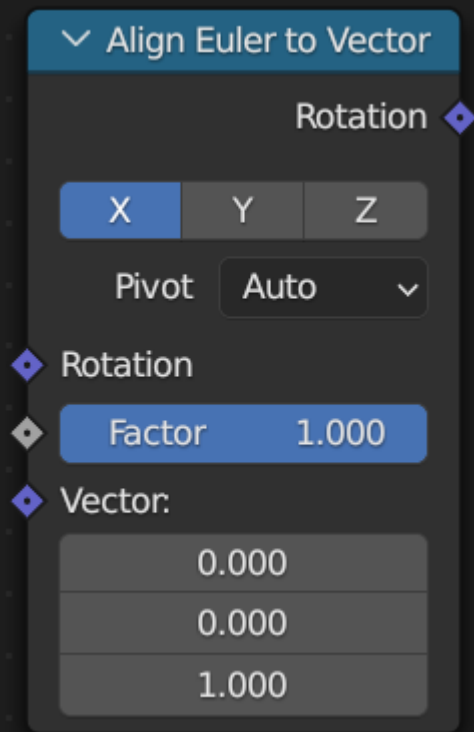 Align Euler to Vector
Rotation
X Y Z
Pivot Auto
Rotation
Factor 1.000
Vector:
0.000
0.000
1.000